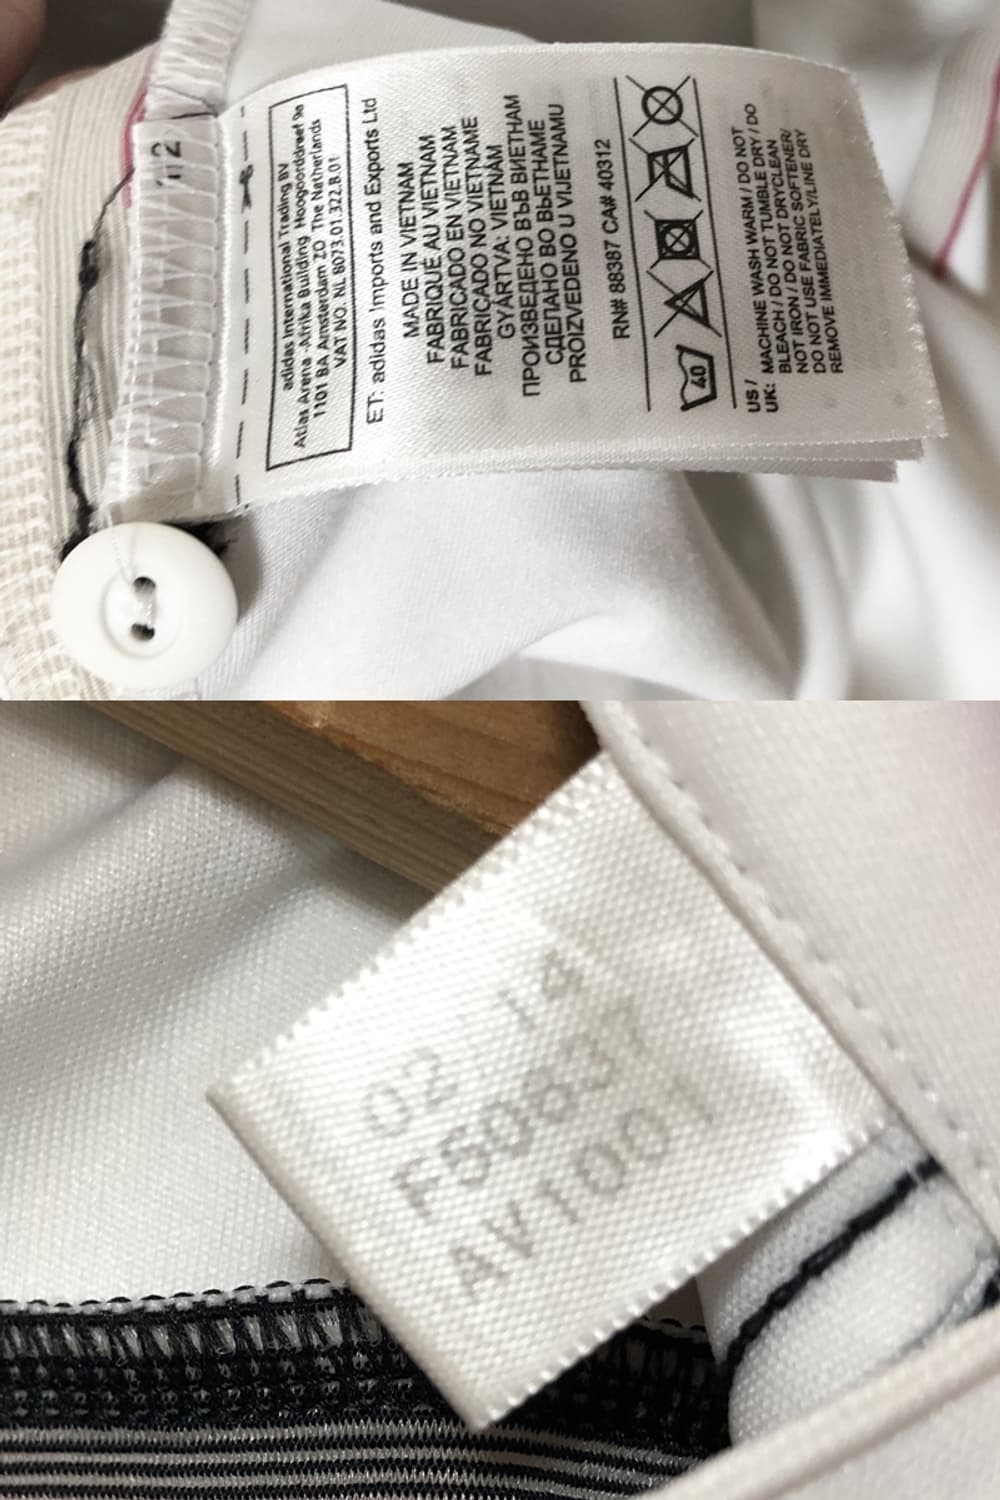 1/2
adidas International Trading BV
Atlas Arena -Afrika Building Hoogoorddreef 9a
1101 BA Amsterdam ZO The Netherlands
VAT NO. NL 8073.01.322.B.01
ET: adidas Imports and Exports Ltd
MADE IN VIETNAM
FABRIQUÉ AU VIETNAM
FABRICADO EN VIETNAM
FABRICADO NO VIETNAME
GYÁRTVA: VIETNÁM
ПРОИЗВЕДЕНО ВЪВ ВИЕТНАМ
СДЕЛАНО ВО ВЬЕТНАМЕ
PROIZVEDENO U VIJETNAMU
RN# 88387 CA# 40312
40
US / UK: MACHINE WASH WARM / DO NOT
BLEACH / DO NOT TUMBLE DRY / DO
NOT IRON / DO NOT DRYCLEAN
DO NOT USE FABRIC SOFTENER/
REMOVE IMMEDIATELY/LINE DRY
02 14
F50837
AVT001